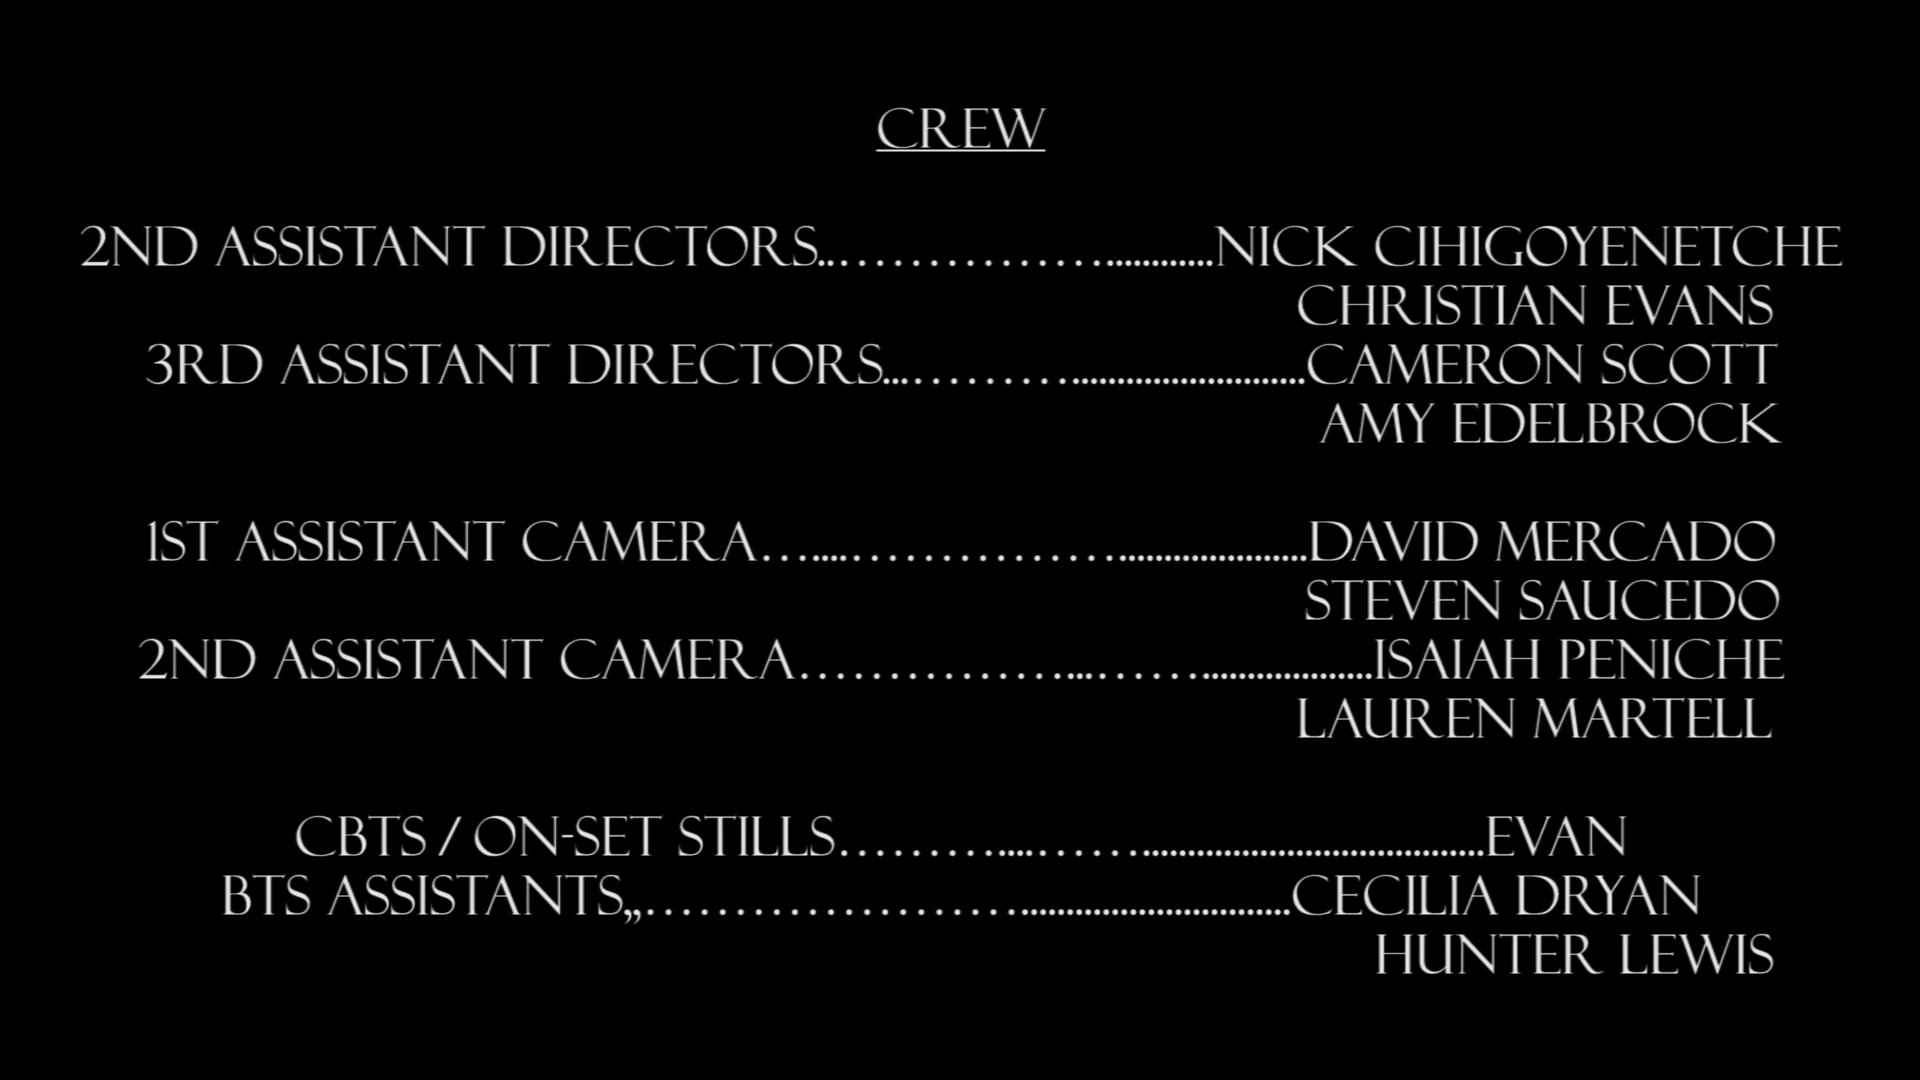 CREW
2ND ASSISTANT DIRECTORS..……………............NICK CIHIGOYENETCHE
CHRISTIAN EVANS
3RD ASSISTANT DIRECTORS...………..........................CAMERON SCOTT
AMY EDELBROCK
1ST ASSISTANT CAMERA…....…………….....................DAVID MERCADO
STEVEN SAUCEDO
2ND ASSISTANT CAMERA……………...……...................ISAIAH PENICHE
LAUREN MARTELL
CBTS / ON-SET STILLS………....……......................................EVAN
BTS ASSISTANTS,,…………………..............................CECILIA DRYAN
HUNTER LEWIS